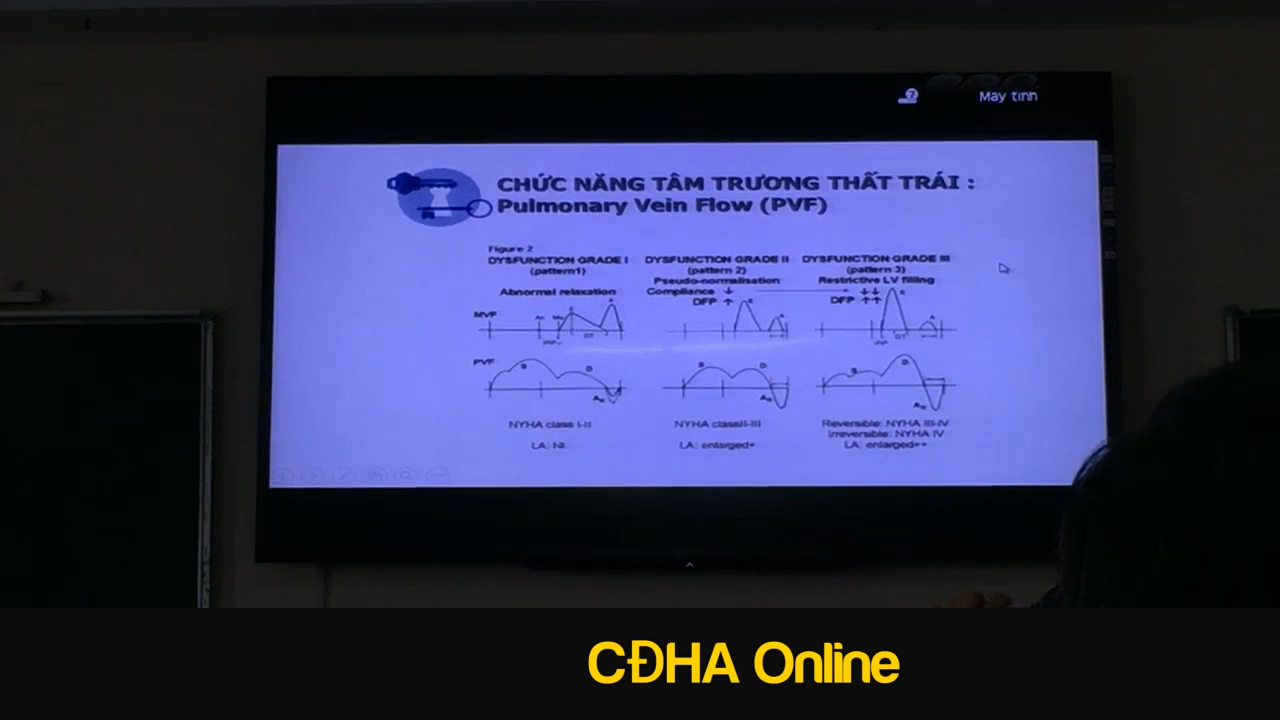 Máy tính
CHỨC NĂNG TÂM TRƯƠNG THẤT TRÁI :
Pulmonary Vein Flow (PVF)
Figure 2
DYSFUNCTION GRADE I
(pattern1)
Abnormal relaxation
DYSFUNCTION GRADE II
(pattern 2)
Pseudo-normalisation
Compliance ↓
DFP ↑
DYSFUNCTION GRADE III
(pattern 3)
Restrictive LV filling
↓↓
DFP ↑↑
MVF
E
A
E
A
E
A
PVF
S
D
S
D
S
D
NYHA class I-II
LA: NL
NYHA classII-III
LA: enlarged+
Reversible: NYHA III-IV
Irreversible: NYHA IV
LA: enlarged++
CĐHA Online